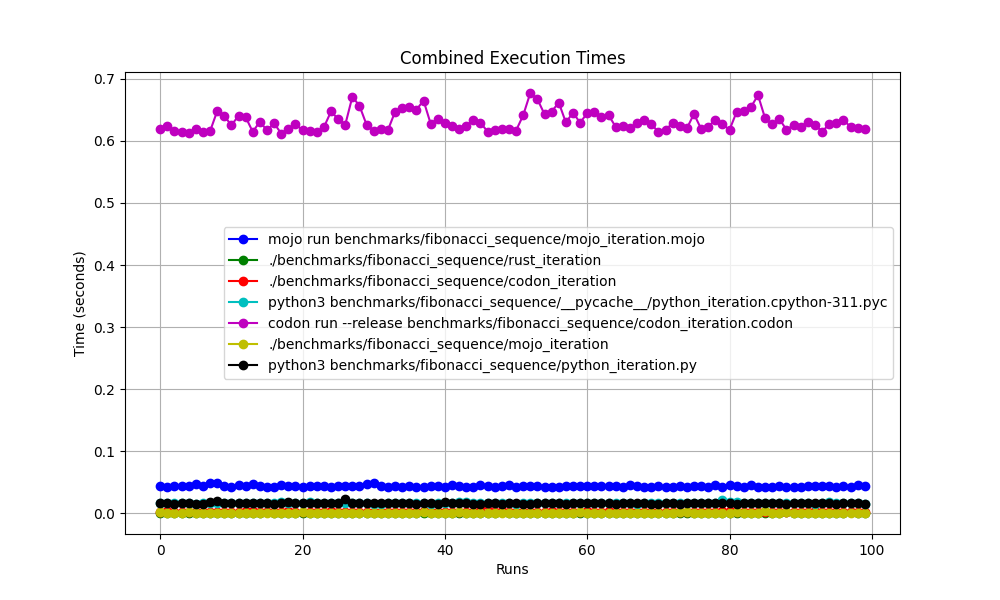 Combined Execution Times
0.7
0.6
0.5
0.4
0.3
0.2
0.1
0.0
Time (seconds)
mojo run benchmarks/fibonacci_sequence/mojo_iteration.mojo
./benchmarks/fibonacci_sequence/rust_iteration
./benchmarks/fibonacci_sequence/codon_iteration
python3 benchmarks/fibonacci_sequence/__pycache__/python_iteration.cpython-311.pyc
codon run --release benchmarks/fibonacci_sequence/codon_iteration.codon
./benchmarks/fibonacci_sequence/mojo_iteration
python3 benchmarks/fibonacci_sequence/python_iteration.py
0 20 40 60 80 100
Runs